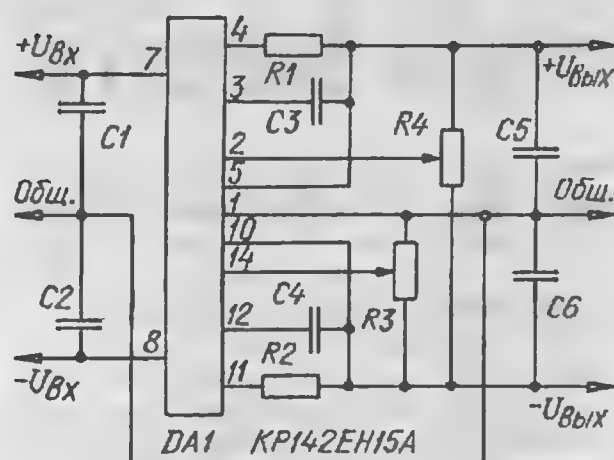 4
+Uвх
7
R1
+Uвых
3
C1
C3
R4
C5
2
5
Общ.
1
Общ.
10
14
C2
C4
12
R3
C6
8
R2
-Uвх
11
-Uвых
DA1 КР142ЕН15А